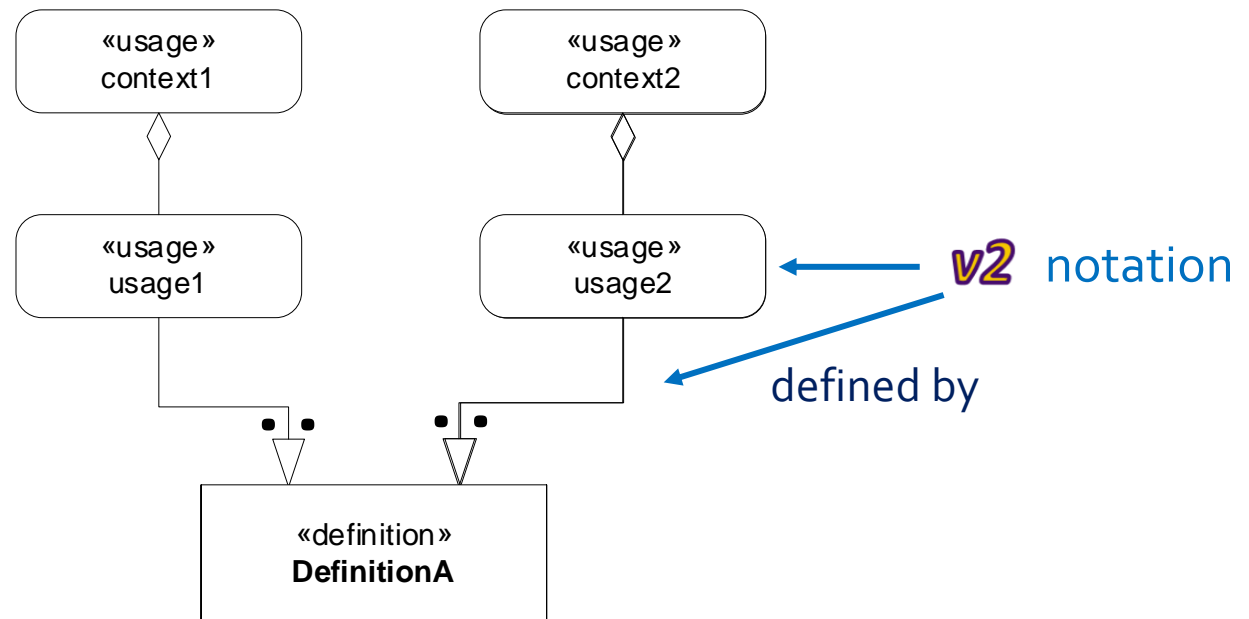 «usage»
context1
«usage»
context2
«usage»
usage1
«usage»
usage2
v2 notation
defined by
«definition»
DefinitionA